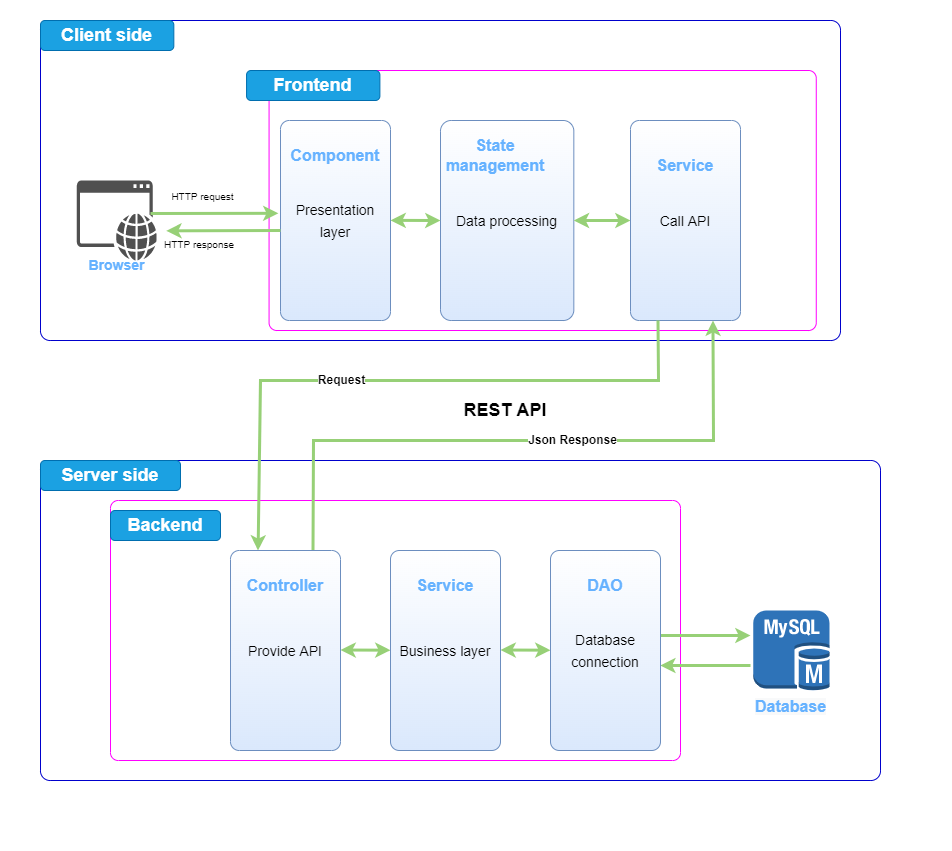 Client side
Frontend
Component
State
management
Service
HTTP request
Presentation
layer
Data processing
Call API
HTTP response
Browser
Request
REST API
Json Response
Server side
Backend
Controller
Service
DAO
Provide API
Business layer
Database
connection
MySQL
M
Database